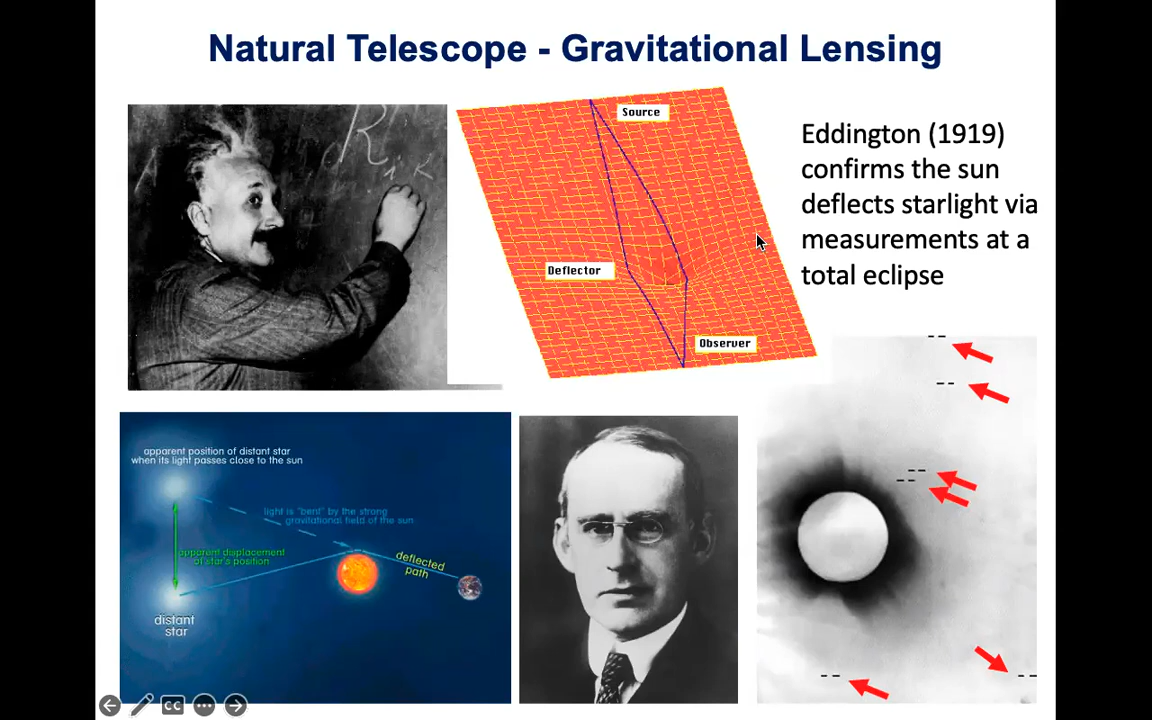 Natural Telescope - Gravitational Lensing
Source
Deflector
Observer
Eddington (1919)
confirms the sun
deflects starlight via
measurements at a
total eclipse
apparent position of distant star
when its light passes close to the sun
light is "bent" by the strong
gravitational field of the sun
apparent displacement
of star's position
deflected
path
distant
star
CC